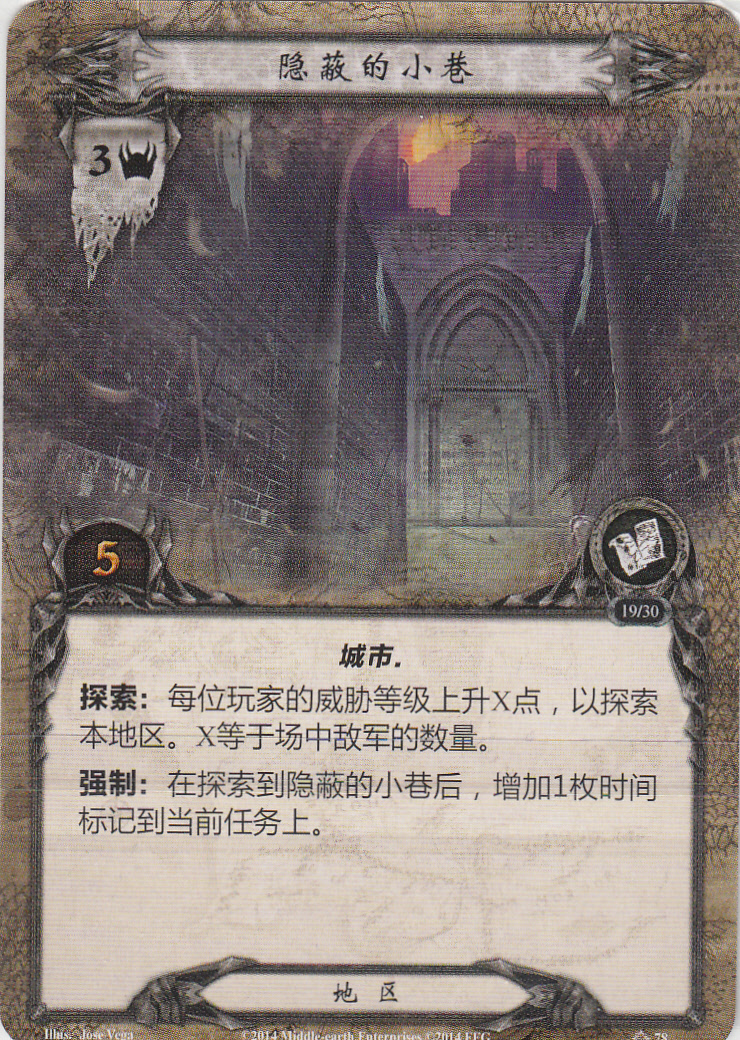 隐蔽的小巷
3
5
19/30
城市.
探索：每位玩家的威胁等级上升X点，以探索
本地区。X等于场中敌军的数量。
强制：在探索到隐蔽的小巷后，增加1枚时间
标记到当前任务上。
地区
Illus. Jose Vega
©2014 Middle-earth Enterprises ©2014 FFG
78